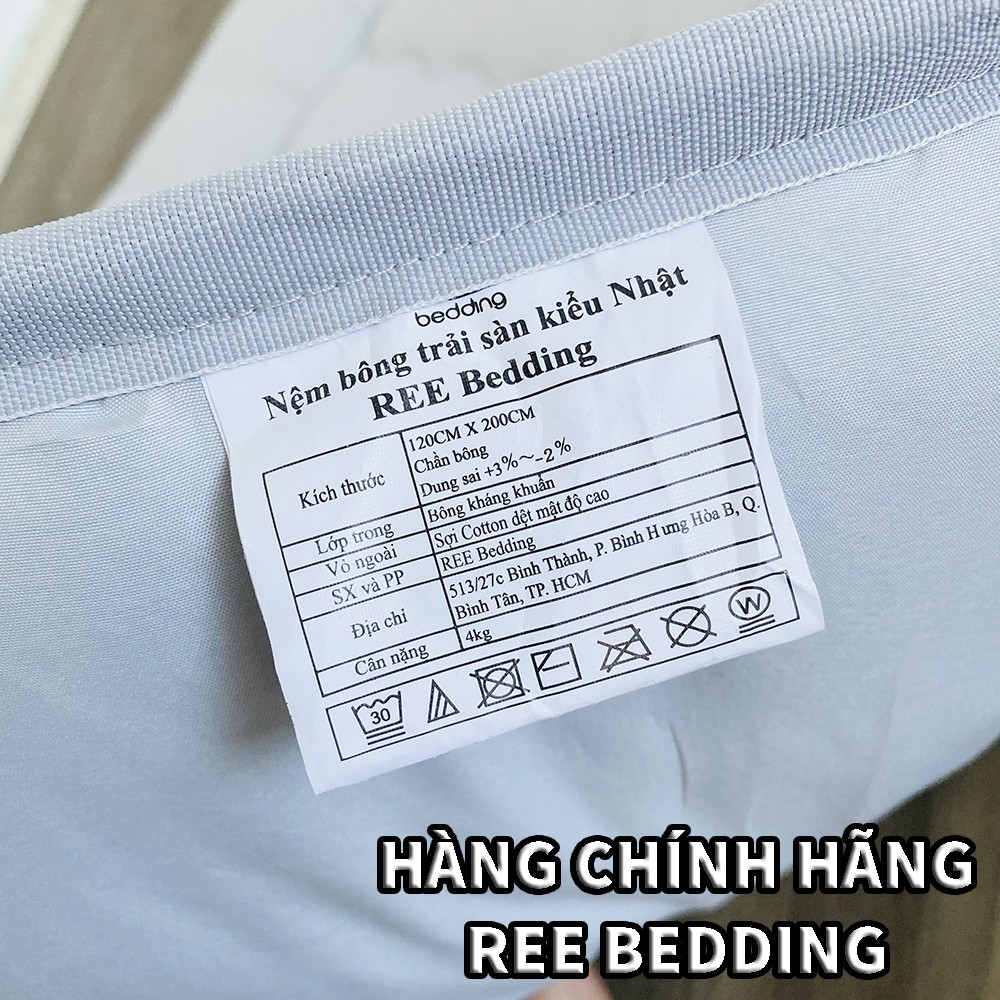 bedding
Nệm bông trải sàn kiểu Nhật
REE Bedding
Kích thước
120CM X 200CM
Chần bông
Dung sai +3%~-2%
Lớp trong
Bông kháng khuẩn
Vỏ ngoài
Sợi Cotton dệt mật độ cao
SX và PP
REE Bedding
Địa chỉ
513/27c Bình Thành, P. Bình Hưng Hòa B, Q.
Bình Tân, TP. HCM
Cân nặng
4kg
30
W
HÀNG CHÍNH HÃNG
REE BEDDING